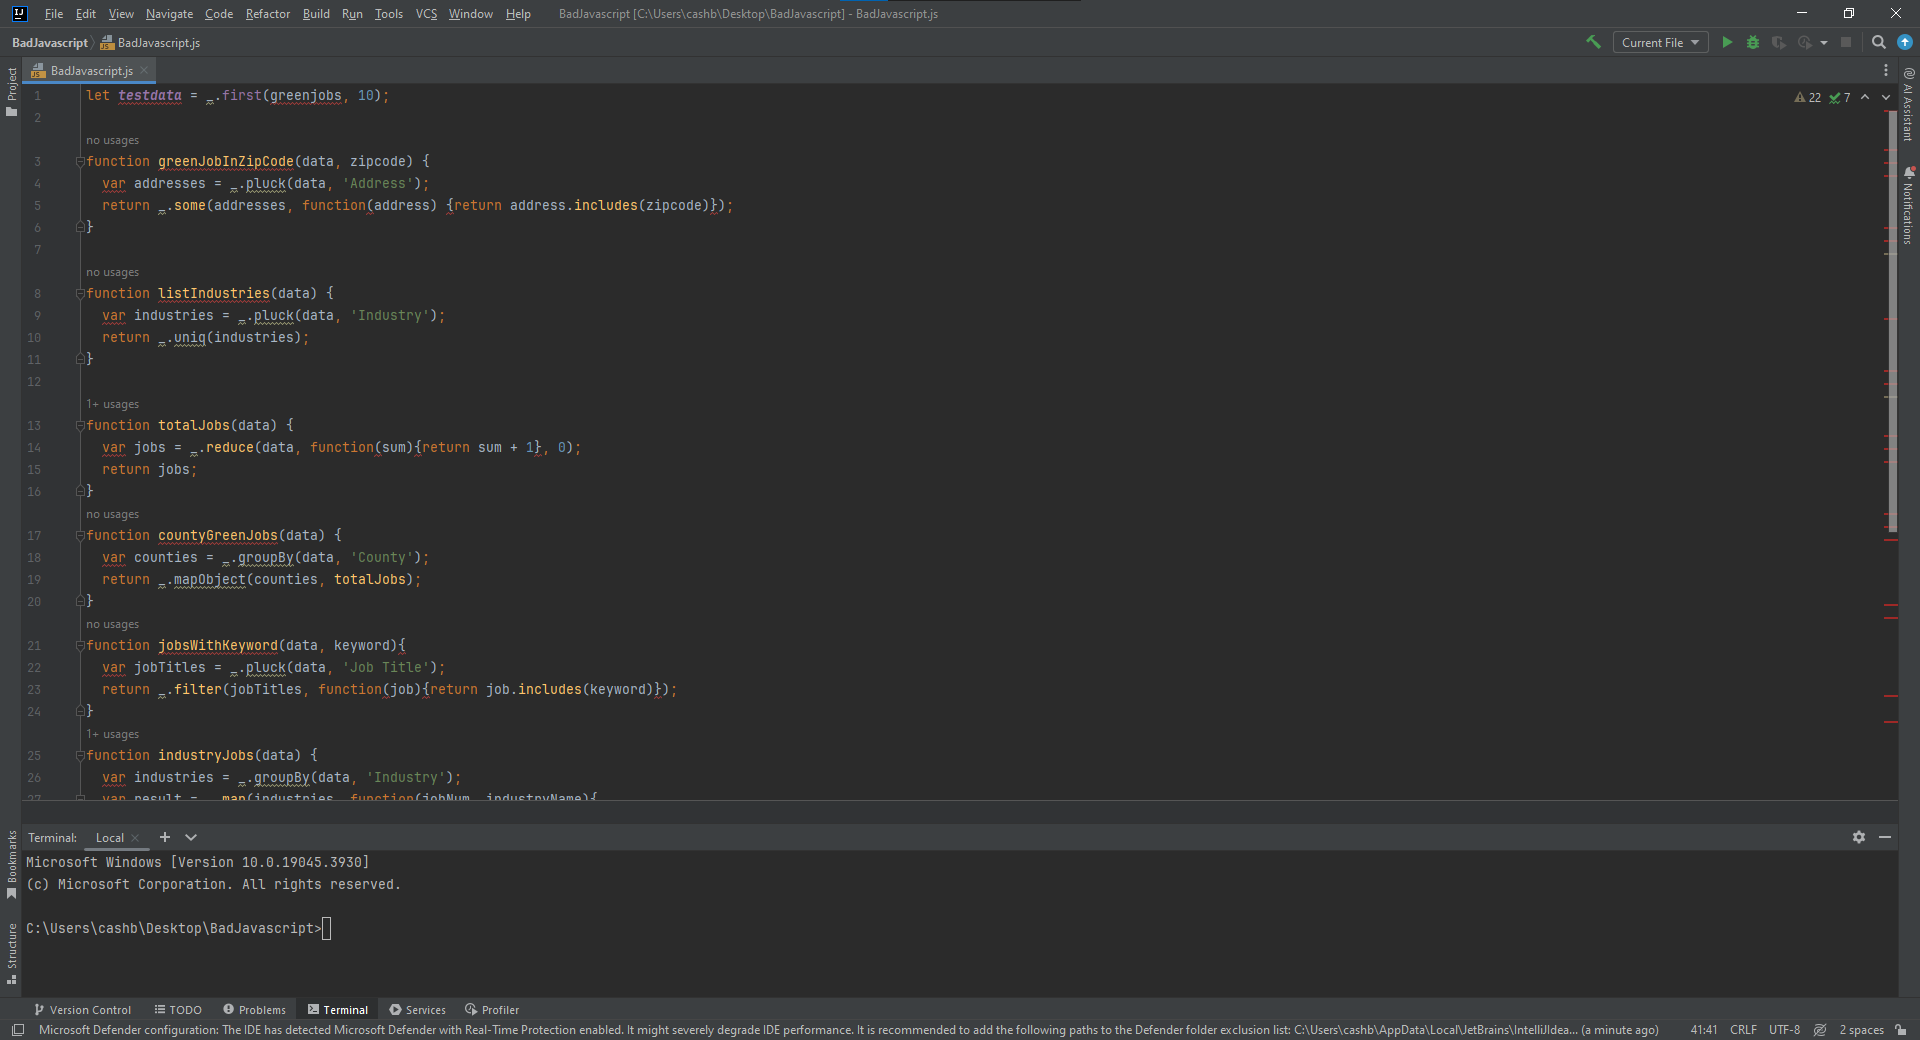 File Edit View Navigate Code Refactor Build Run Tools VCS Window Help BadJavascript [C:\Users\cashb\Desktop\BadJavascript] - BadJavascript.js
BadJavascript BadJavascript.js Current File
Project
BadJavascript.js
1 let testdata = _.first(greenjobs, 10);
22 7
AI Assistant
Notifications
2
no usages
3 function greenJobInZipCode(data, zipcode) {
4 var addresses = _.pluck(data, 'Address');
5 return _.some(addresses, function(address) {return address.includes(zipcode)});
6 }
7
no usages
8 function listIndustries(data) {
9 var industries = _.pluck(data, 'Industry');
10 return _.uniq(industries);
11 }
12
1+ usages
13 function totalJobs(data) {
14 var jobs = _.reduce(data, function(sum){return sum + 1}, 0);
15 return jobs;
16 }
no usages
17 function countyGreenJobs(data) {
18 var counties = _.groupBy(data, 'County');
19 return _.mapObject(counties, totalJobs);
20 }
no usages
21 function jobsWithKeyword(data, keyword){
22 var jobTitles = _.pluck(data, 'Job Title');
23 return _.filter(jobTitles, function(job){return job.includes(keyword)});
24 }
1+ usages
25 function industryJobs(data) {
26 var industries = _.groupBy(data, 'Industry');
27 var result = _.map(industries, function(jobNum, industryName){
Terminal: Local
Microsoft Windows [Version 10.0.19045.3930]
(c) Microsoft Corporation. All rights reserved.
C:\Users\cashb\Desktop\BadJavascript>
Bookmarks
Structure
Version Control TODO Problems Terminal Services Profiler
Microsoft Defender configuration: The IDE has detected Microsoft Defender with Real-Time Protection enabled. It might severely degrade IDE performance. It is recommended to add the following paths to the Defender folder exclusion list: C:\Users\cashb\AppData\Local\JetBrains\IntelliJIdea... (a minute ago) 41:41 CRLF UTF-8 2 spaces